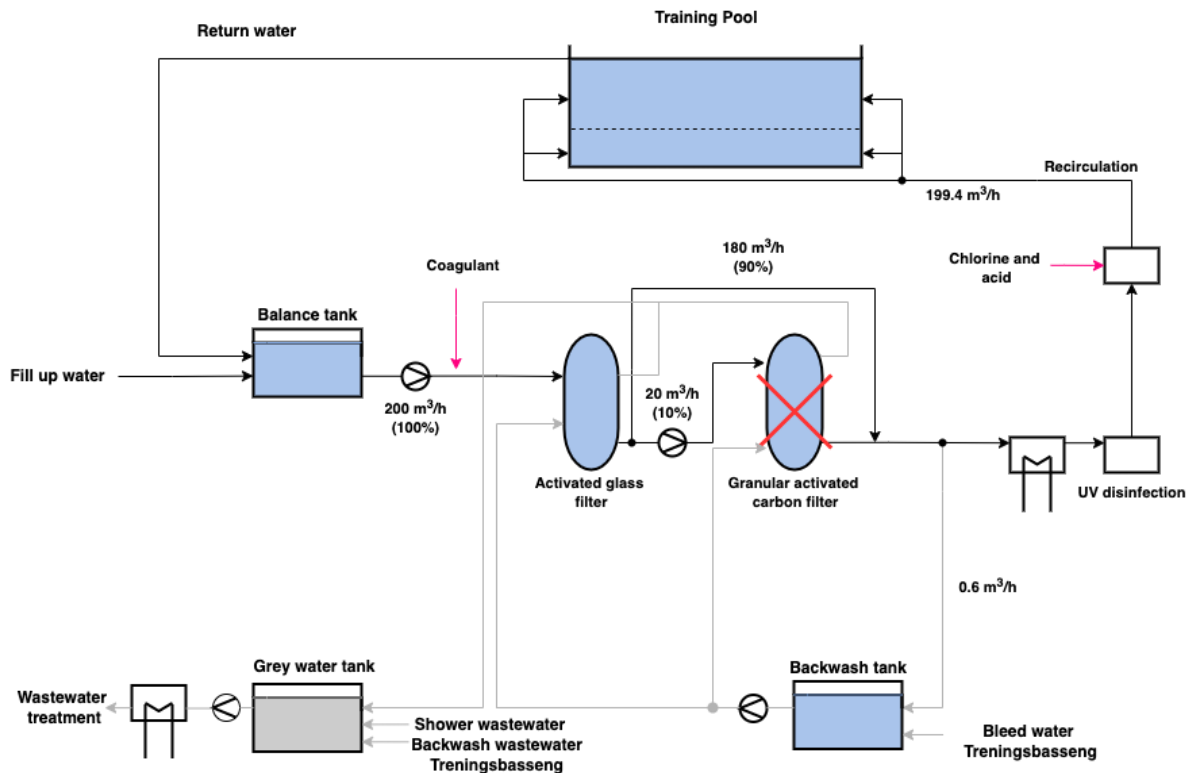 Training Pool
Return water
Recirculation
199.4 m³/h
180 m³/h
(90%)
Coagulant
Chlorine and
acid
Balance tank
Fill up water
200 m³/h
(100%)
20 m³/h
(10%)
Activated glass
filter
Granular activated
carbon filter
UV disinfection
0.6 m³/h
Grey water tank
Backwash tank
Wastewater
treatment
Shower wastewater
Backwash wastewater
Treningsbasseng
Bleed water
Treningsbasseng